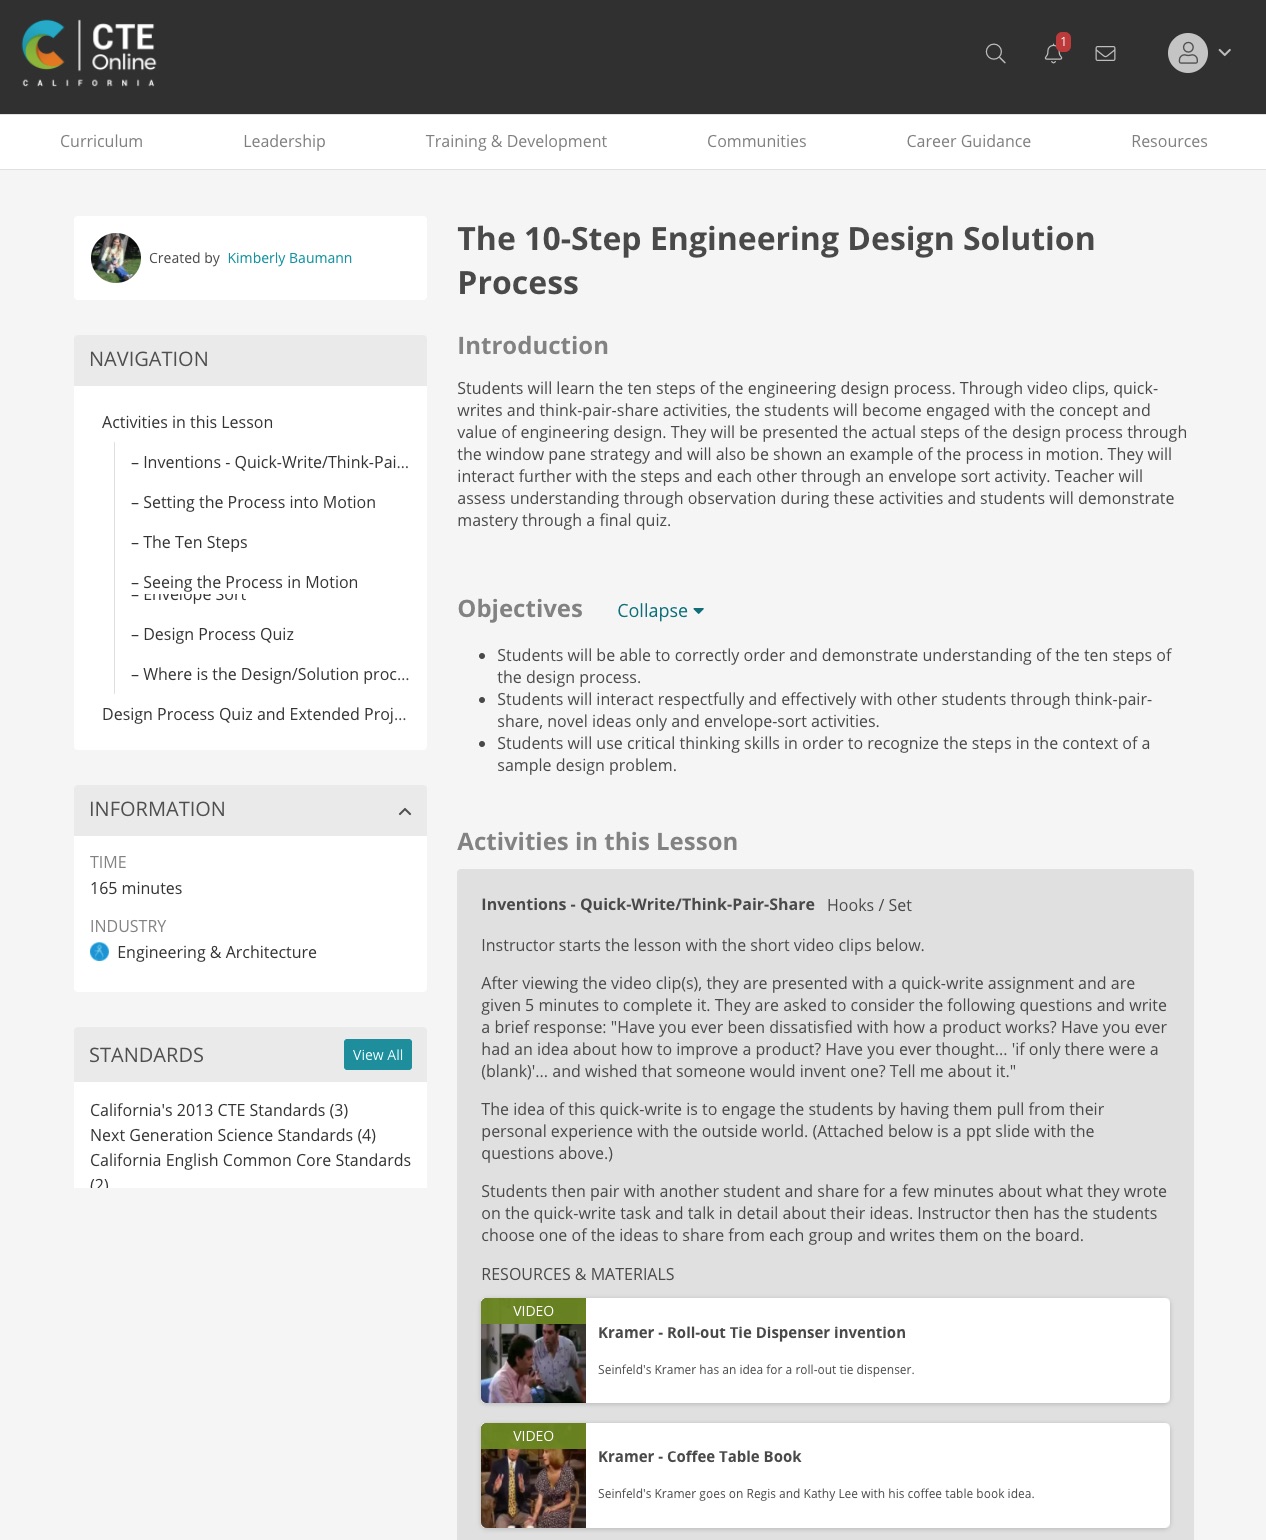 CTE
Online
CALIFORNIA
1
Curriculum
Leadership
Training & Development
Communities
Career Guidance
Resources
Created by Kimberly Baumann
NAVIGATION
Activities in this Lesson
– Inventions - Quick-Write/Think-Pai...
– Setting the Process into Motion
– The Ten Steps
– Seeing the Process in Motion
– Envelope Sort
– Design Process Quiz
– Where is the Design/Solution proc...
Design Process Quiz and Extended Proj...
INFORMATION
TIME
165 minutes
INDUSTRY
Engineering & Architecture
STANDARDS
View All
California's 2013 CTE Standards (3)
Next Generation Science Standards (4)
California English Common Core Standards
(2)
The 10-Step Engineering Design Solution
Process
Introduction
Students will learn the ten steps of the engineering design process. Through video clips, quick-
writes and think-pair-share activities, the students will become engaged with the concept and
value of engineering design. They will be presented the actual steps of the design process through
the window pane strategy and will also be shown an example of the process in motion. They will
interact further with the steps and each other through an envelope sort activity. Teacher will
assess understanding through observation during these activities and students will demonstrate
mastery through a final quiz.
Objectives
Collapse
• Students will be able to correctly order and demonstrate understanding of the ten steps of
the design process.
• Students will interact respectfully and effectively with other students through think-pair-
share, novel ideas only and envelope-sort activities.
• Students will use critical thinking skills in order to recognize the steps in the context of a
sample design problem.
Activities in this Lesson
Inventions - Quick-Write/Think-Pair-Share Hooks / Set
Instructor starts the lesson with the short video clips below.
After viewing the video clip(s), they are presented with a quick-write assignment and are
given 5 minutes to complete it. They are asked to consider the following questions and write
a brief response: "Have you ever been dissatisfied with how a product works? Have you ever
had an idea about how to improve a product? Have you ever thought... 'if only there were a
(blank)'... and wished that someone would invent one? Tell me about it."
The idea of this quick-write is to engage the students by having them pull from their
personal experience with the outside world. (Attached below is a ppt slide with the
questions above.)
Students then pair with another student and share for a few minutes about what they wrote
on the quick-write task and talk in detail about their ideas. Instructor then has the students
choose one of the ideas to share from each group and writes them on the board.
RESOURCES & MATERIALS
VIDEO
Kramer - Roll-out Tie Dispenser invention
Seinfeld's Kramer has an idea for a roll-out tie dispenser.
VIDEO
Kramer - Coffee Table Book
Seinfeld's Kramer goes on Regis and Kathy Lee with his coffee table book idea.